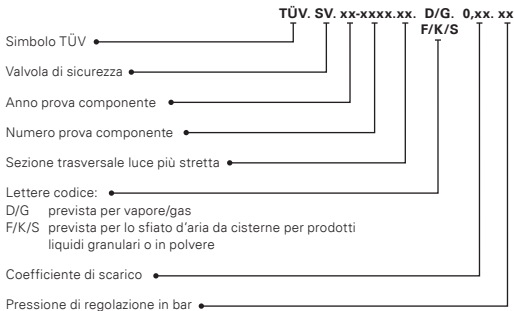 TÜV. SV. xx-xxxx.xx. D/G. 0,xx. xx
F/K/S
Simbolo TÜV
Valvola di sicurezza
Anno prova componente
Numero prova componente
Sezione trasversale luce più stretta
Lettere codice:
D/G prevista per vapore/gas
F/K/S prevista per lo sfiato d'aria da cisterne per prodotti
liquidi granulari o in polvere
Coefficiente di scarico
Pressione di regolazione in bar